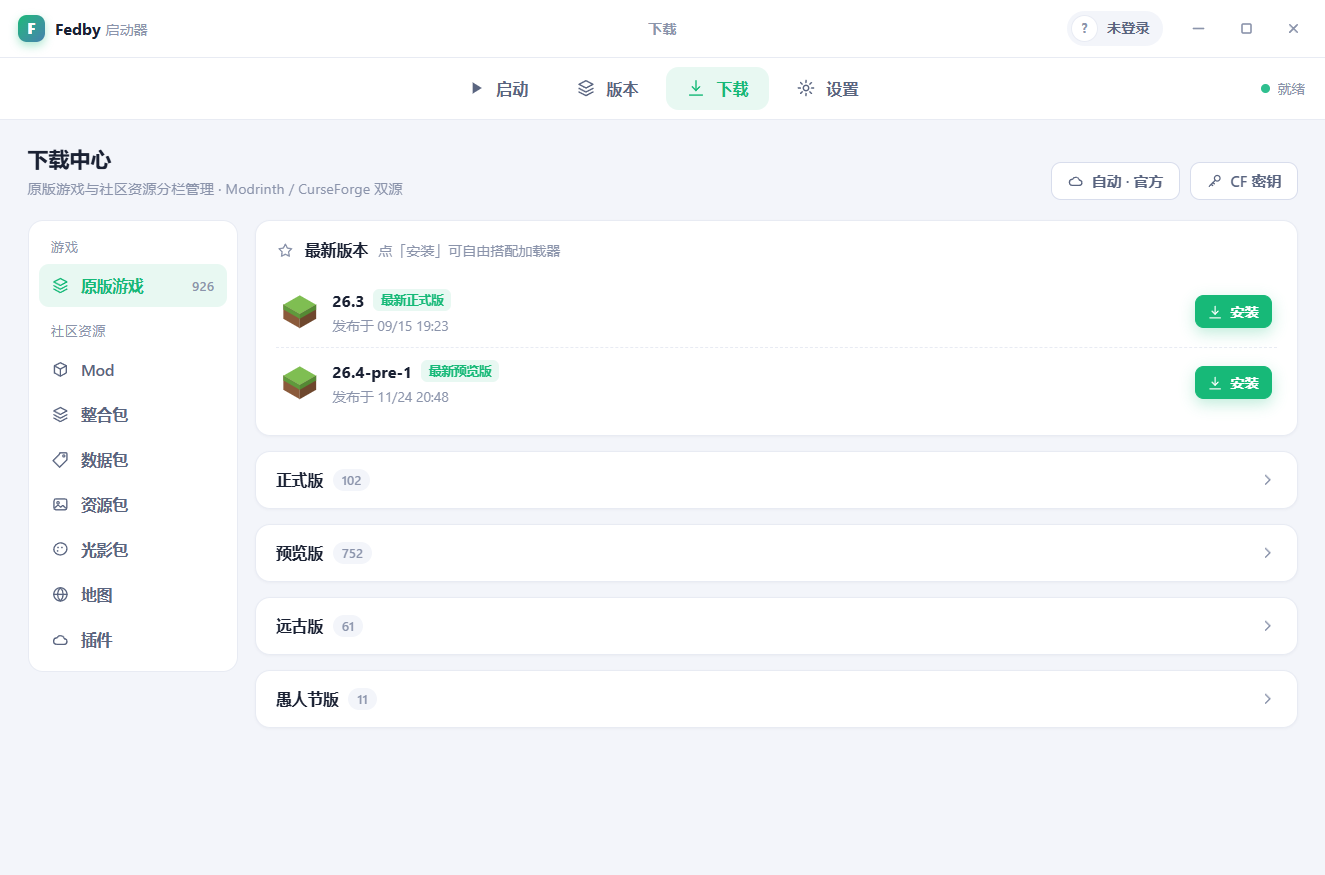 F Fedby 启动器
下载
? 未登录
启动
版本
下载
设置
就绪
下载中心
原版游戏与社区资源分栏管理 · Modrinth / CurseForge 双源
自动 · 官方
CF 密钥
游戏
原版游戏 926
社区资源
Mod
整合包
数据包
资源包
光影包
地图
插件
最新版本 点「安装」可自由搭配加载器
26.3 最新正式版
发布于 09/15 19:23
安装
26.4-pre-1 最新预览版
发布于 11/24 20:48
安装
正式版 102
预览版 752
远古版 61
愚人节版 11